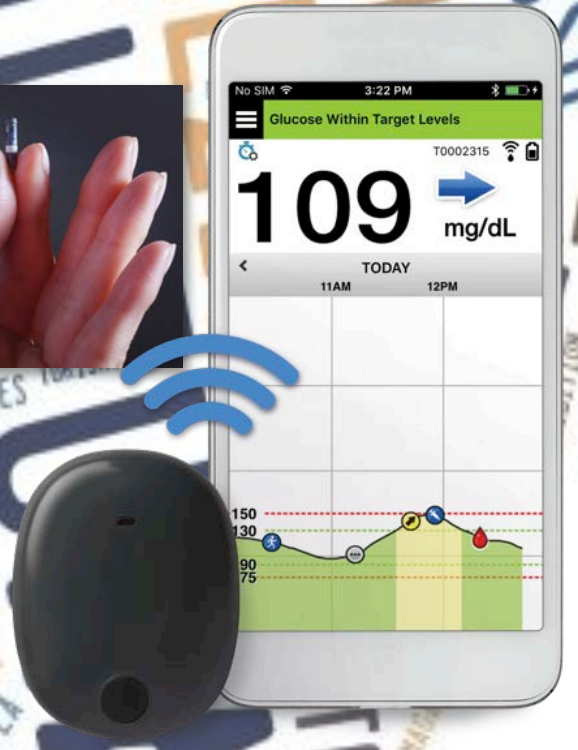 No SIM 3:22 PM
Glucose Within Target Levels
T0002315
109
mg/dL
TODAY
11AM 12PM
150
130
90
75
ES